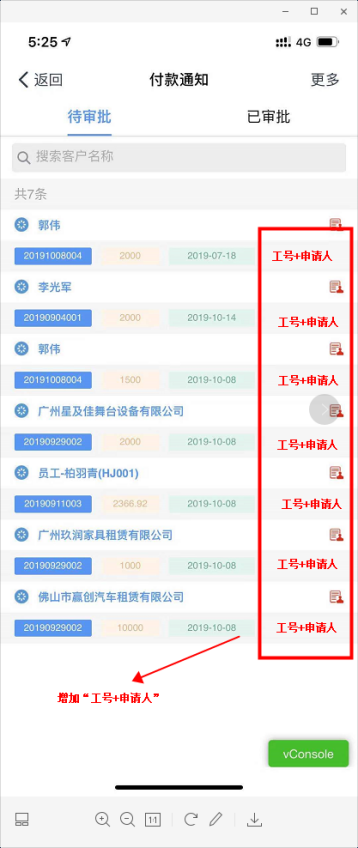 5:25
4G
返回
付款通知
更多
待审批
已审批
搜索客户名称
共7条
郭伟
20191008004 2000 2019-07-18 工号+申请人
李光军
20190904001 2000 2019-10-14 工号+申请人
郭伟
20191008004 1500 2019-10-08 工号+申请人
广州星及佳舞台设备有限公司
20190929002 2000 2019-10-08 工号+申请人
员工-柏羽青(HJ001)
20190911003 2366.92 2019-10-08 工号+申请人
广州玖润家具租赁有限公司
20190929002 1000 2019-10-08 工号+申请人
佛山市赢创汽车租赁有限公司
20190929002 10000 2019-10-08 工号+申请人
增加“工号+申请人”
vConsole
1:1